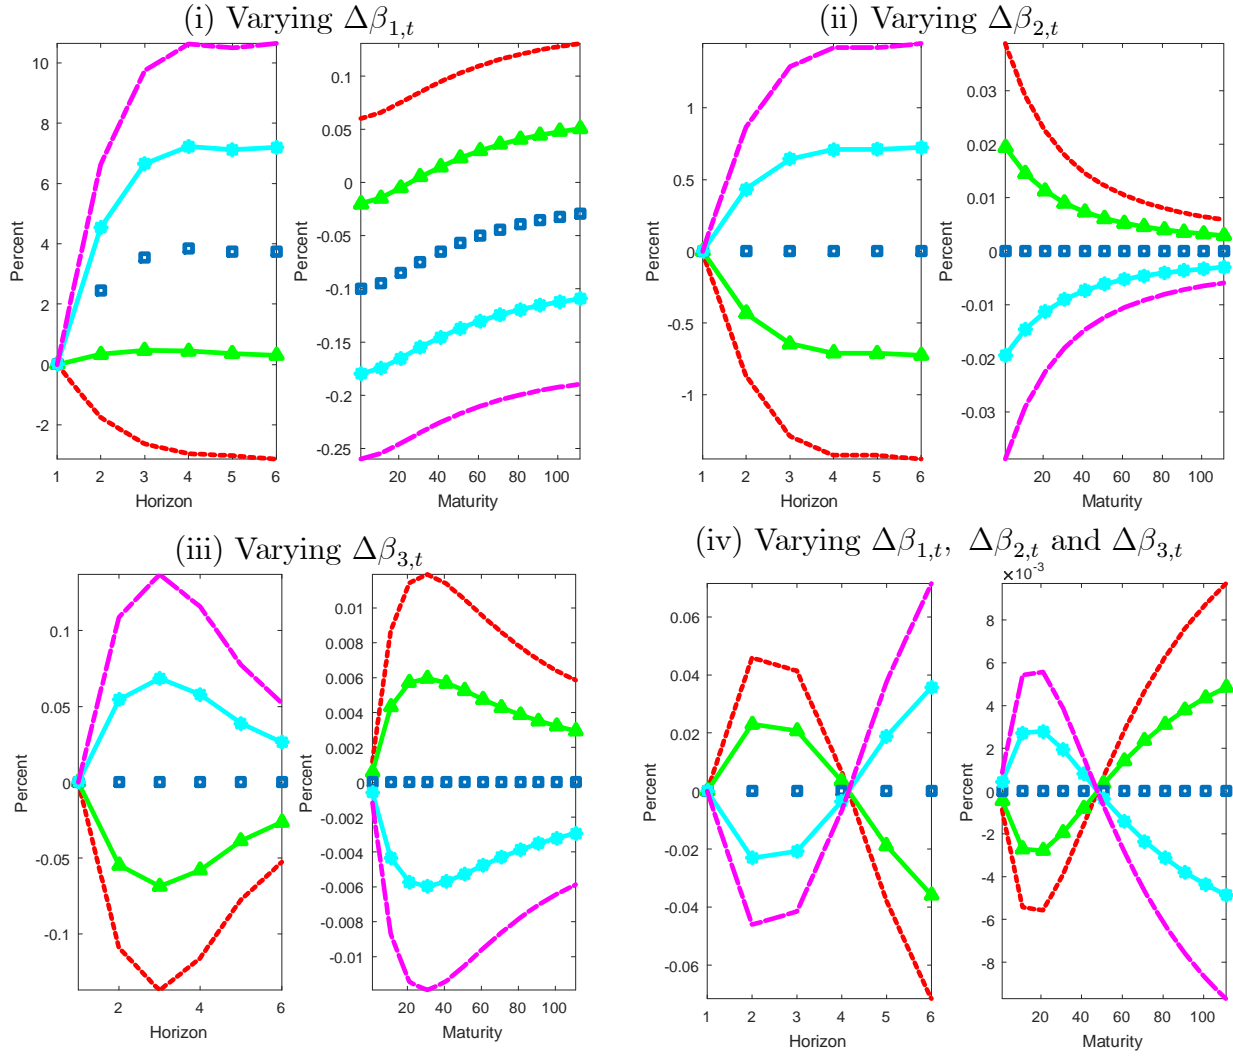 (i) Varying Δβ₁,ₜ
(ii) Varying Δβ₂,ₜ
Percent
10
8
6
4
2
0
-2
1 2 3 4 5 6
Horizon
Percent
0.1
0.05
0
-0.05
-0.1
-0.15
-0.2
-0.25
20 40 60 80 100
Maturity
Percent
1
0.5
0
-0.5
-1
1 2 3 4 5 6
Horizon
Percent
0.03
0.02
0.01
0
-0.01
-0.02
-0.03
20 40 60 80 100
Maturity
(iii) Varying Δβ₃,ₜ
(iv) Varying Δβ₁,ₜ, Δβ₂,ₜ and Δβ₃,ₜ
Percent
0.1
0.05
0
-0.05
-0.1
2 4 6
Horizon
Percent
0.01
0.008
0.006
0.004
0.002
0
-0.002
-0.004
-0.006
-0.008
-0.01
20 40 60 80 100
Maturity
Percent
0.06
0.04
0.02
0
-0.02
-0.04
-0.06
1 2 3 4 5 6
Horizon
×10⁻³
Percent
8
6
4
2
0
-2
-4
-6
-8
20 40 60 80 100
Maturity